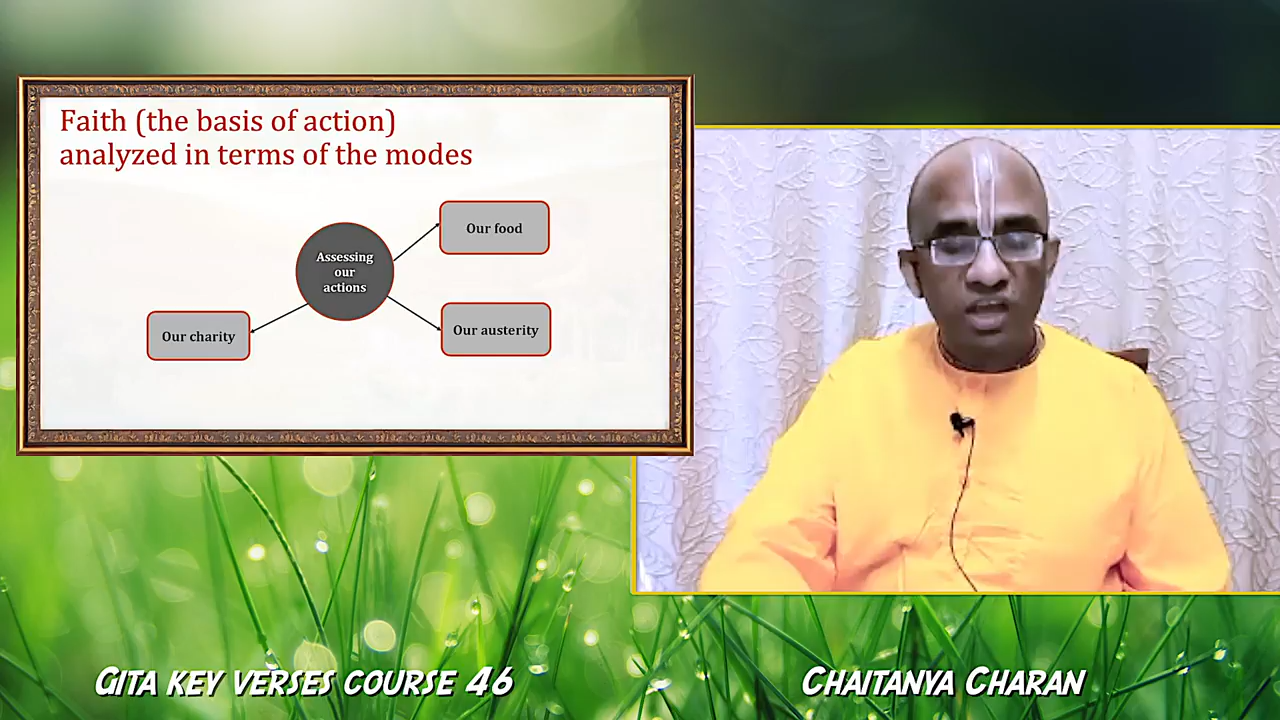 Faith (the basis of action)
analyzed in terms of the modes
Our food
Assessing
our
actions
Our austerity
Our charity
GITA KEY VERSES COURSE 46
CHAITANYA CHARAN